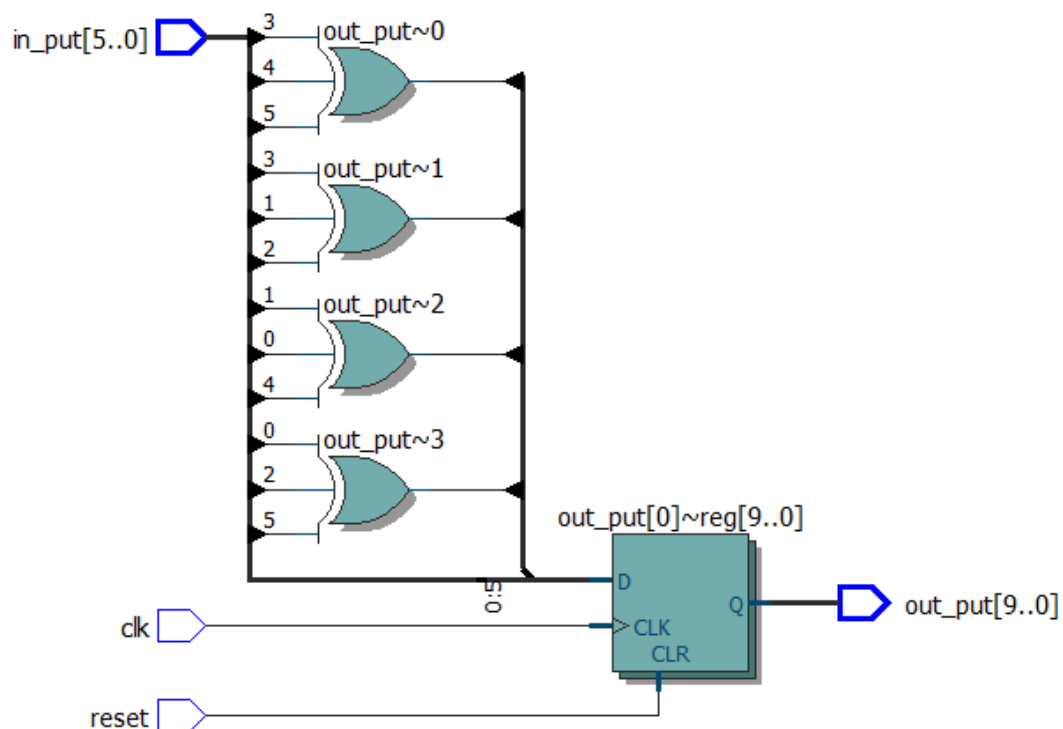 in_put[5..0]
3
out_put~0
4
5
3
out_put~1
1
2
1
out_put~2
0
4
0
out_put~3
2
5
out_put[0]~reg[9..0]
0:5
D
Q
out_put[9..0]
clk
CLK
CLR
reset